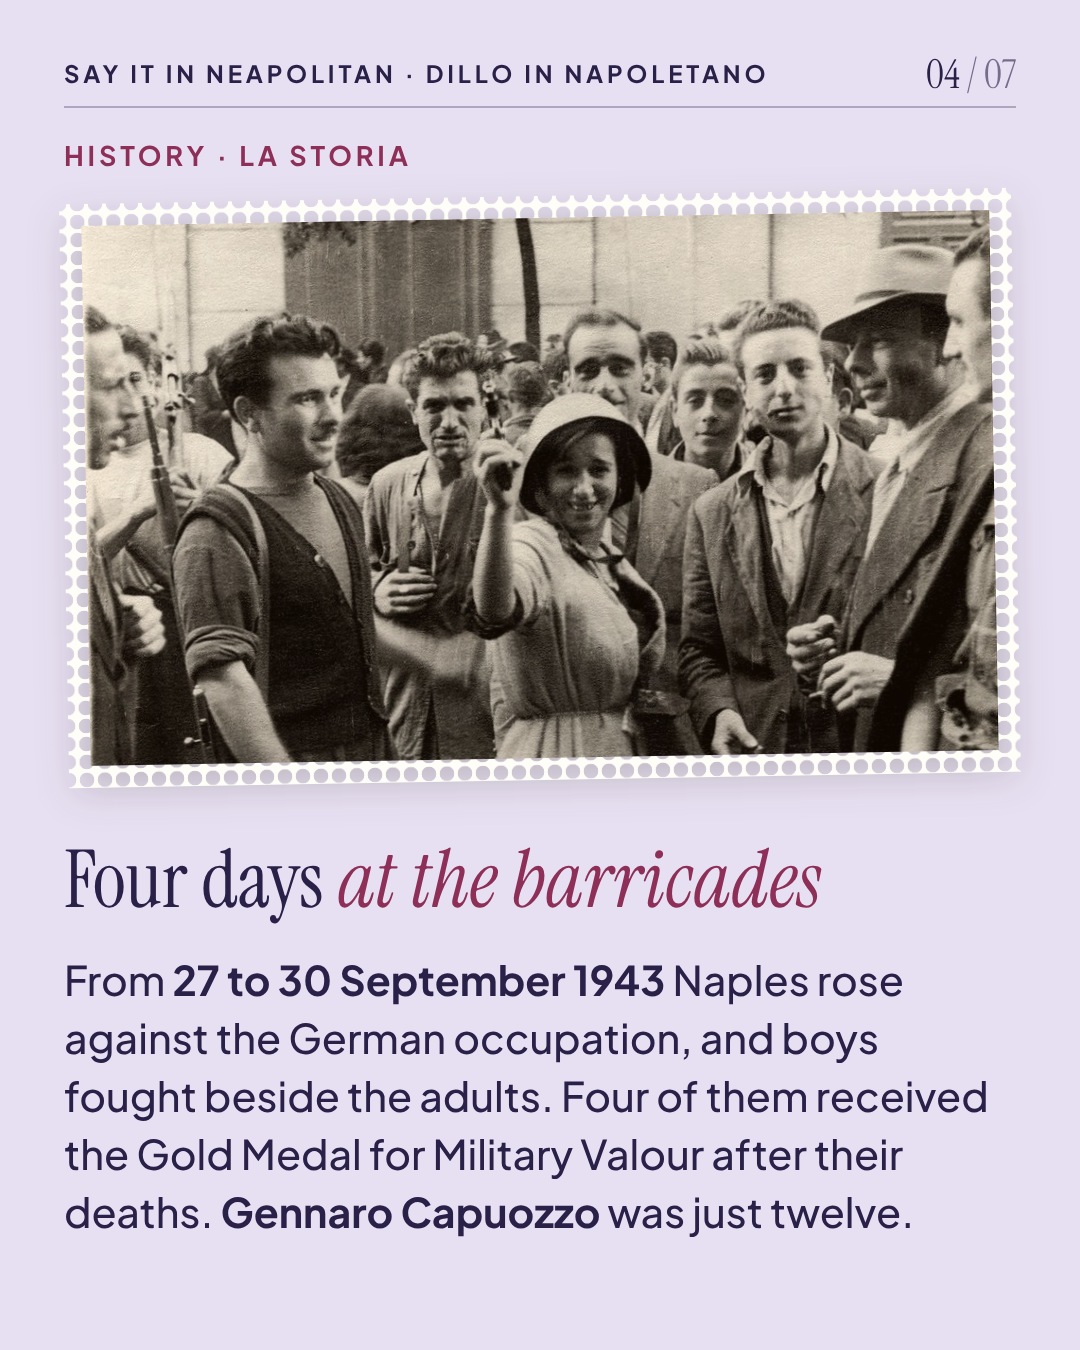 SAY IT IN NEAPOLITAN · DILLO IN NAPOLETANO
04 / 07
HISTORY · LA STORIA
Four days at the barricades
From 27 to 30 September 1943 Naples rose
against the German occupation, and boys
fought beside the adults. Four of them received
the Gold Medal for Military Valour after their
deaths. Gennaro Capuozzo was just twelve.